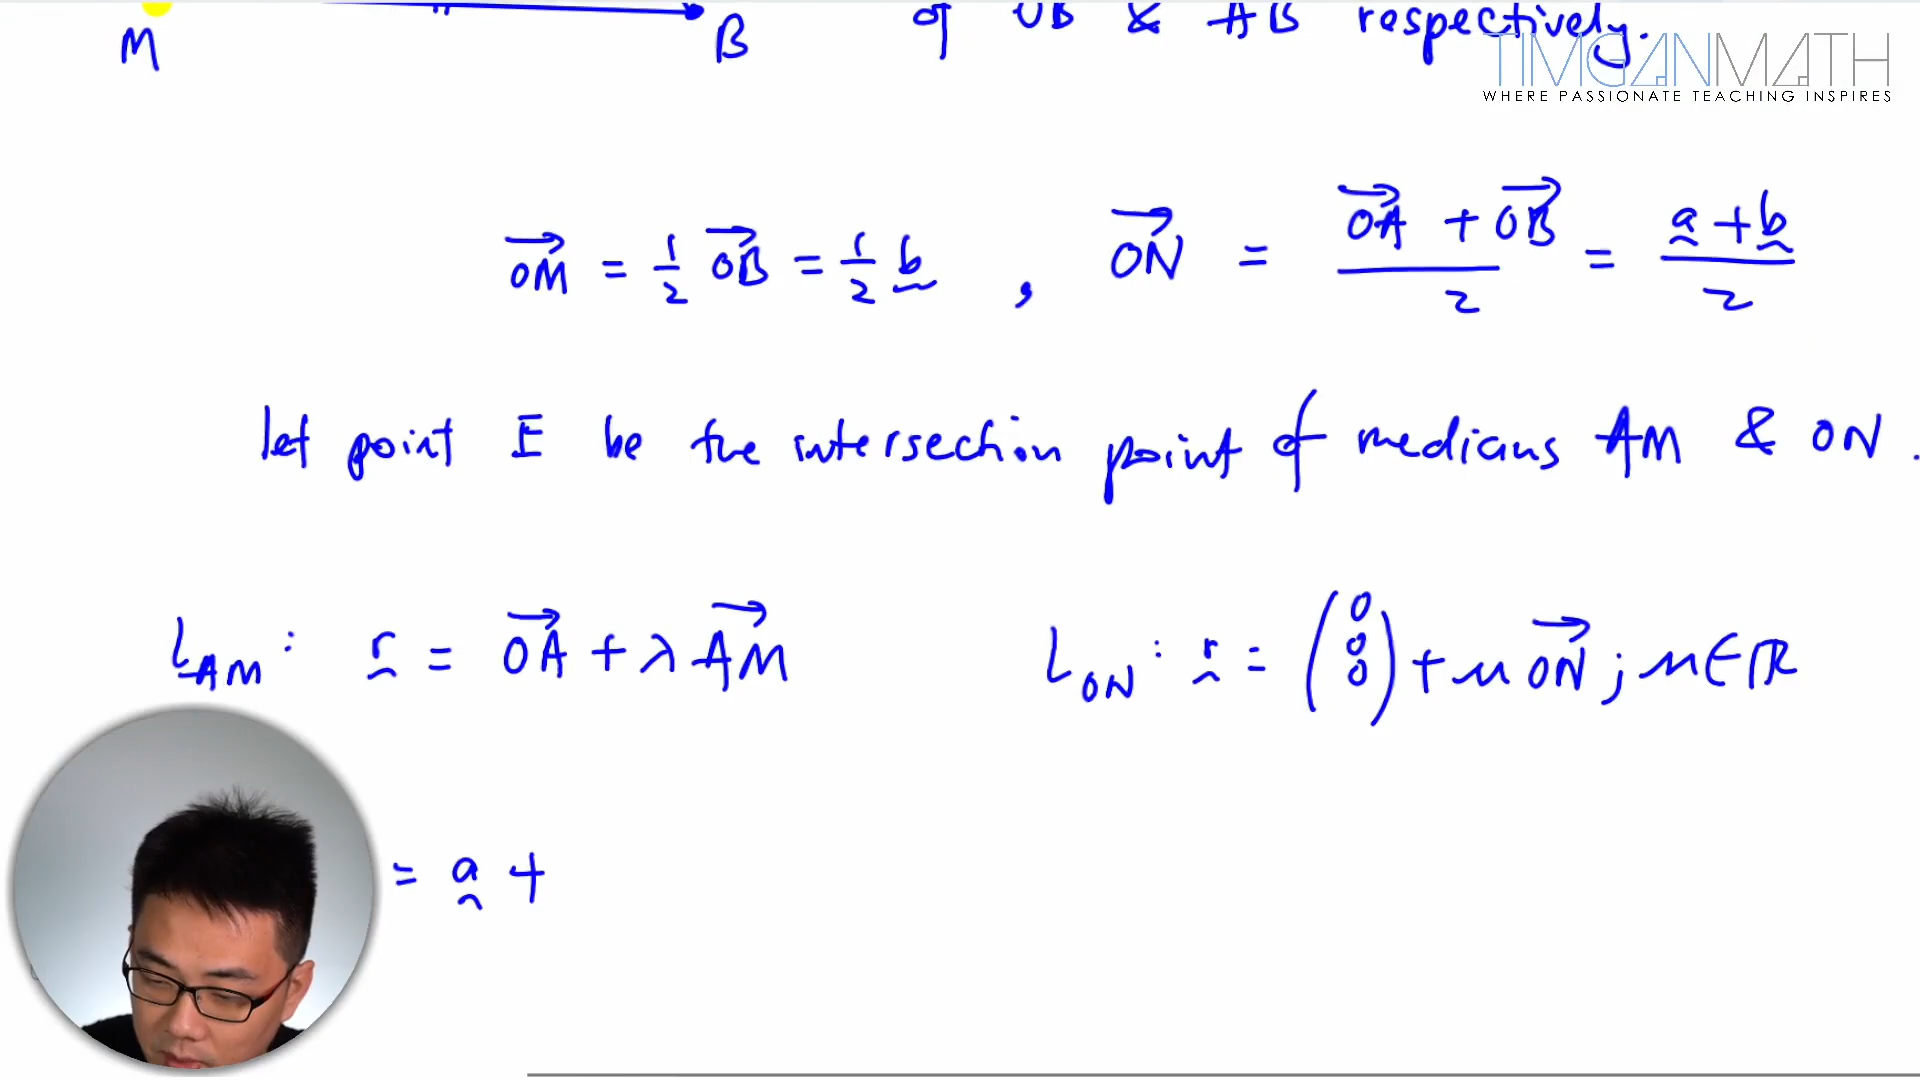 M B of OB & AB respectively.
TIMGANMATH
WHERE PASSIONATE TEACHING INSPIRES
→OM = 1/2 →OB = 1/2 b̰ , →ON = (→OA + →OB)/2 = (a̰ + b̰)/2
let point E be the intersection point of medians AM & ON .
L_AM : r̰ = →OA + λ →AM L_ON : r̰ = (0 0 0) + μ →ON ; μ ∈ ℝ
= a̰ +